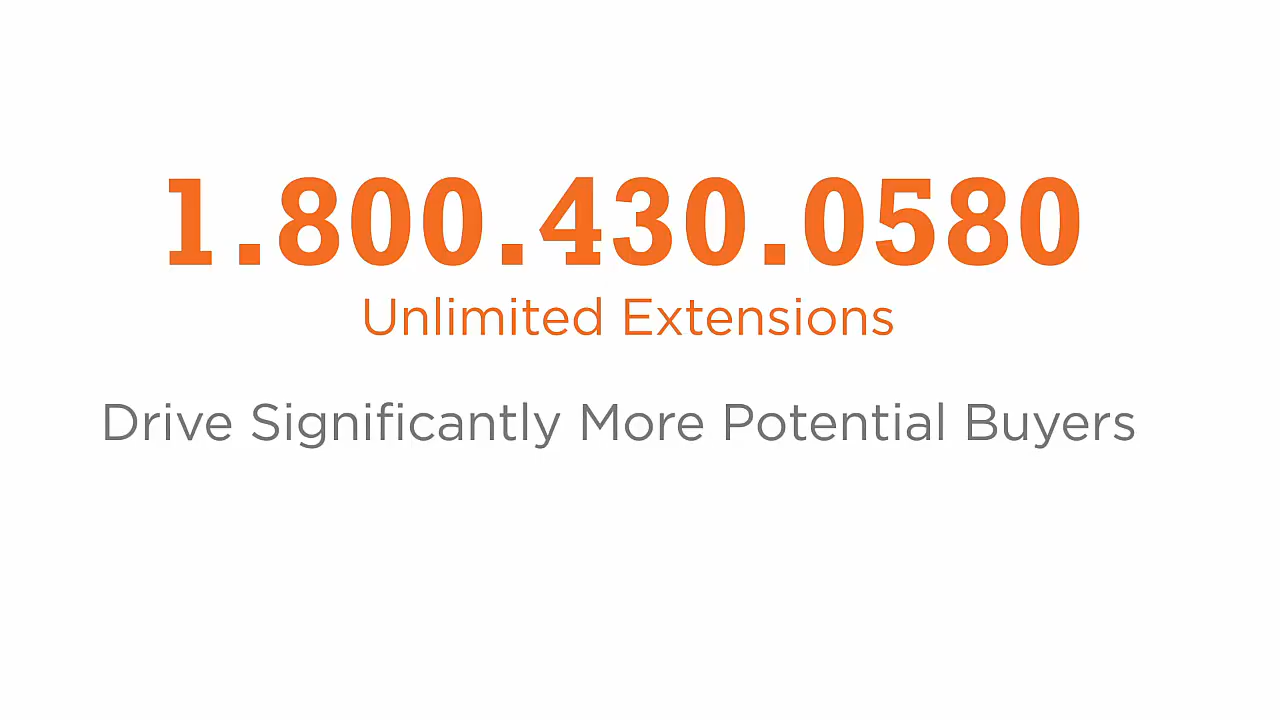 1.800.430.0580
Unlimited Extensions
Drive Significantly More Potential Buyers